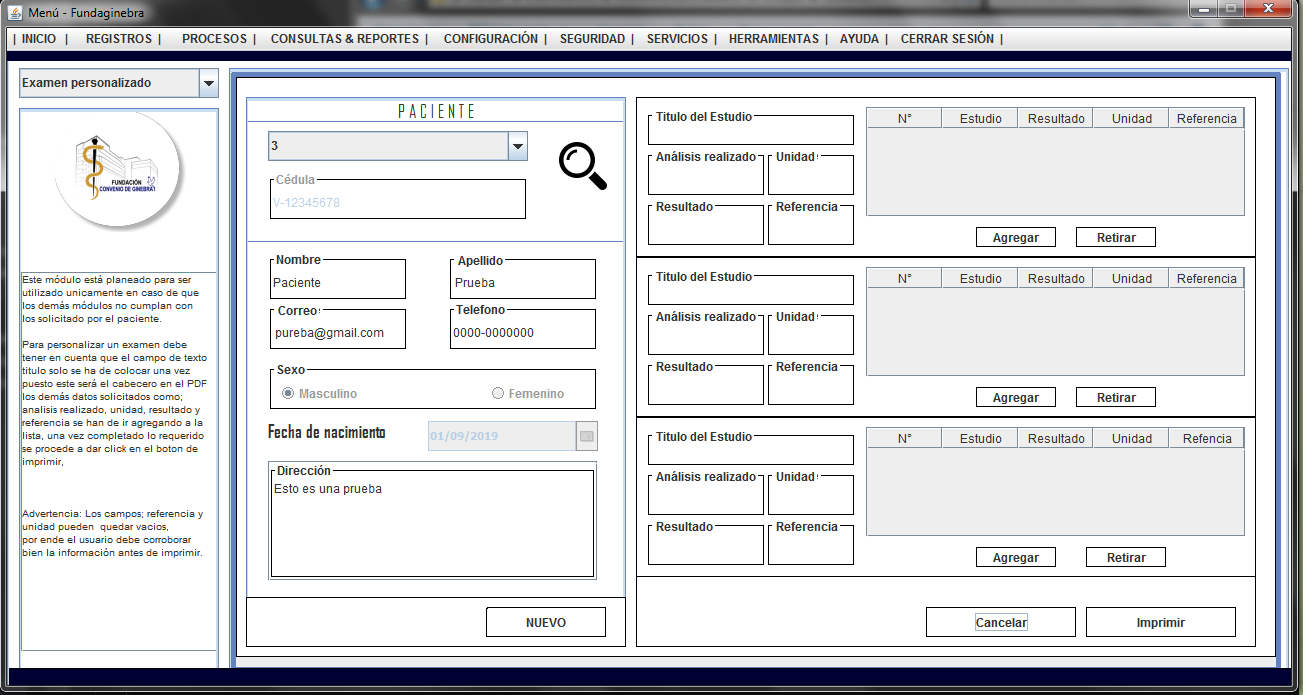 Menú - Fundaginebra
| INICIO | REGISTROS | PROCESOS | CONSULTAS & REPORTES | CONFIGURACIÓN | SEGURIDAD | SERVICIOS | HERRAMIENTAS | AYUDA | CERRAR SESIÓN |
Examen personalizado
FUNDACIÓN
CONVENIO DE GINEBRA1
Este módulo está planeado para ser
utilizado unicamente en caso de que
los demás módulos no cumplan con
los solicitado por el paciente.
Para personalizar un examen debe
tener en cuenta que el campo de texto
titulo solo se ha de colocar una vez
puesto este será el cabecero en el PDF
los demás datos solicitados como;
analisis realizado, unidad, resultado y
referencia se han de ir agregando a la
lista, una vez completado lo requerido
se procede a dar click en el boton de
imprimir,
Advertencia: Los campos; referencia y
unidad pueden quedar vacios,
por ende el usuario debe corroborar
bien la información antes de imprimir.
PACIENTE
3
Cédula
V-12345678
Nombre
Paciente
Apellido
Prueba
Correo
pureba@gmail.com
Telefono
0000-0000000
Sexo
Masculino Femenino
Fecha de nacimiento 01/09/2019
Dirección
Esto es una prueba
NUEVO
Titulo del Estudio
Análisis realizado Unidad
Resultado Referencia
N° Estudio Resultado Unidad Referencia
Agregar Retirar
Titulo del Estudio
Análisis realizado Unidad
Resultado Referencia
N° Estudio Resultado Unidad Referencia
Agregar Retirar
Titulo del Estudio
Análisis realizado Unidad
Resultado Referencia
N° Estudio Resultado Unidad Refencia
Agregar Retirar
Cancelar Imprimir